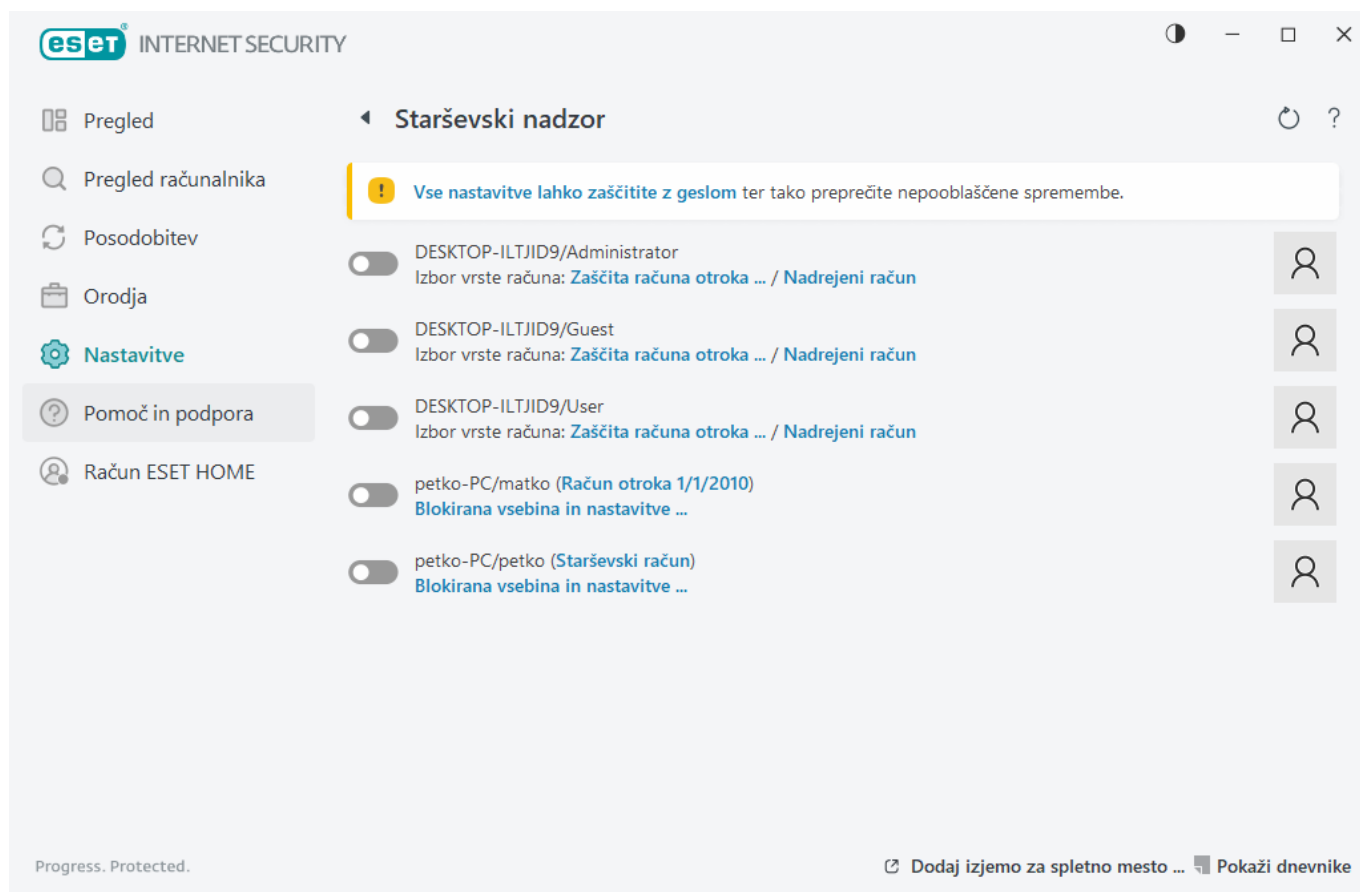 eset® INTERNET SECURITY
Pregled
Pregled računalnika
Posodobitev
Orodja
Nastavitve
Pomoč in podpora
Račun ESET HOME
Starševski nadzor
?
Vse nastavitve lahko zaščitite z geslom ter tako preprečite nepooblaščene spremembe.
DESKTOP-ILTJID9/Administrator
Izbor vrste računa: Zaščita računa otroka ... / Nadrejeni račun
DESKTOP-ILTJID9/Guest
Izbor vrste računa: Zaščita računa otroka ... / Nadrejeni račun
DESKTOP-ILTJID9/User
Izbor vrste računa: Zaščita računa otroka ... / Nadrejeni račun
petko-PC/matko (Račun otroka 1/1/2010)
Blokirana vsebina in nastavitve ...
petko-PC/petko (Starševski račun)
Blokirana vsebina in nastavitve ...
Progress. Protected.
Dodaj izjemo za spletno mesto ... Pokaži dnevnike